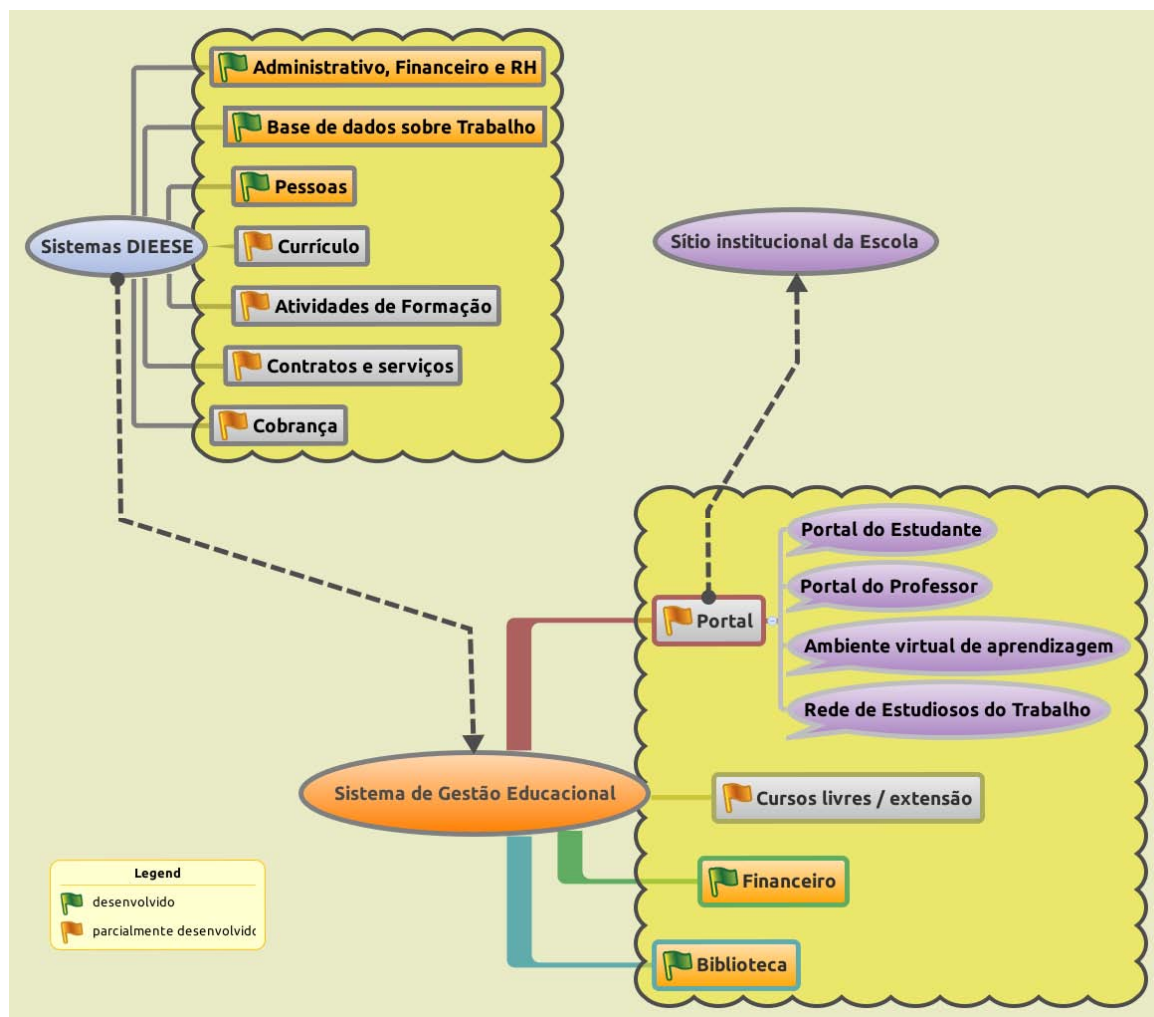 Administrativo, Financeiro e RH
Base de dados sobre Trabalho
Pessoas
Sistemas DIEESE
Currículo
Atividades de Formação
Contratos e serviços
Cobrança
Sítio institucional da Escola
Portal do Estudante
Portal do Professor
Portal
Ambiente virtual de aprendizagem
Rede de Estudiosos do Trabalho
Sistema de Gestão Educacional
Cursos livres / extensão
Financeiro
Biblioteca
Legend
desenvolvido
parcialmente desenvolvido